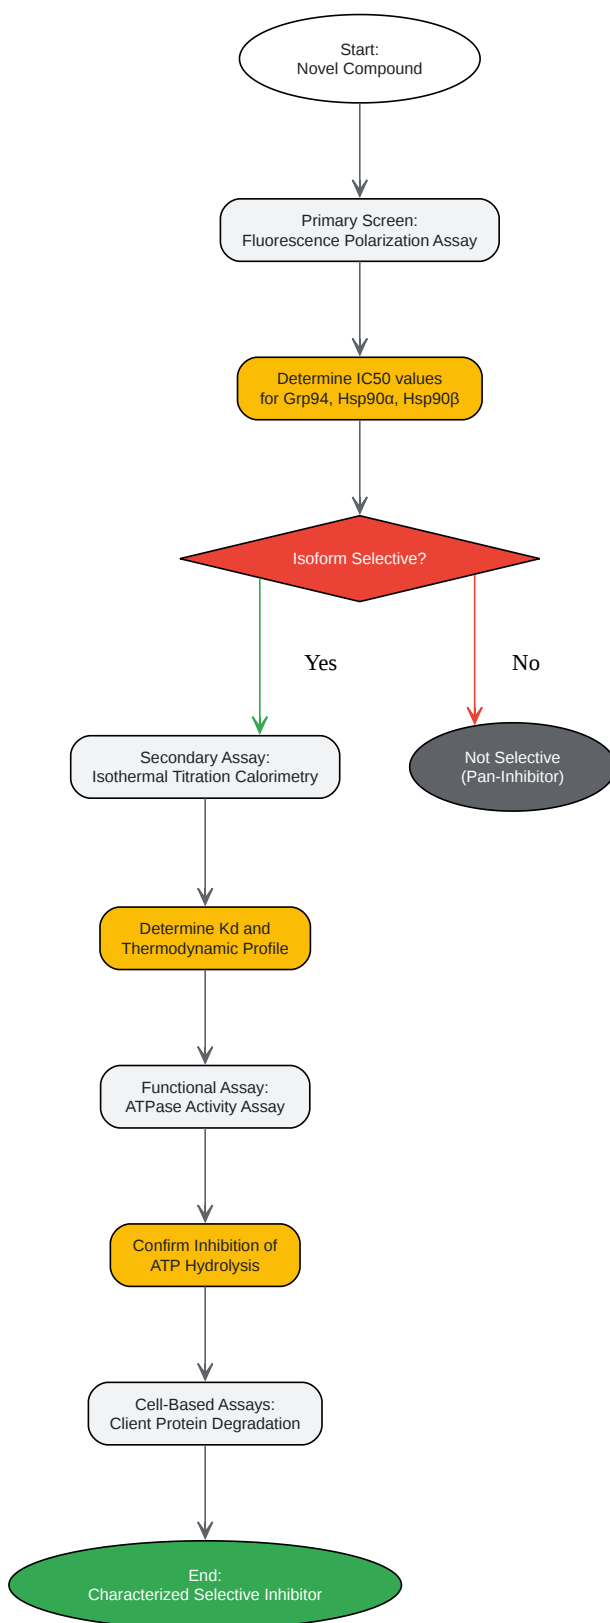 Start:
Novel Compound
Primary Screen:
Fluorescence Polarization Assay
Determine IC50 values
for Grp94, Hsp90α, Hsp90β
Isoform Selective?
Yes
No
Secondary Assay:
Isothermal Titration Calorimetry
Not Selective
(Pan-Inhibitor)
Determine Kd and
Thermodynamic Profile
Functional Assay:
ATPase Activity Assay
Confirm Inhibition of
ATP Hydrolysis
Cell-Based Assays:
Client Protein Degradation
End:
Characterized Selective Inhibitor